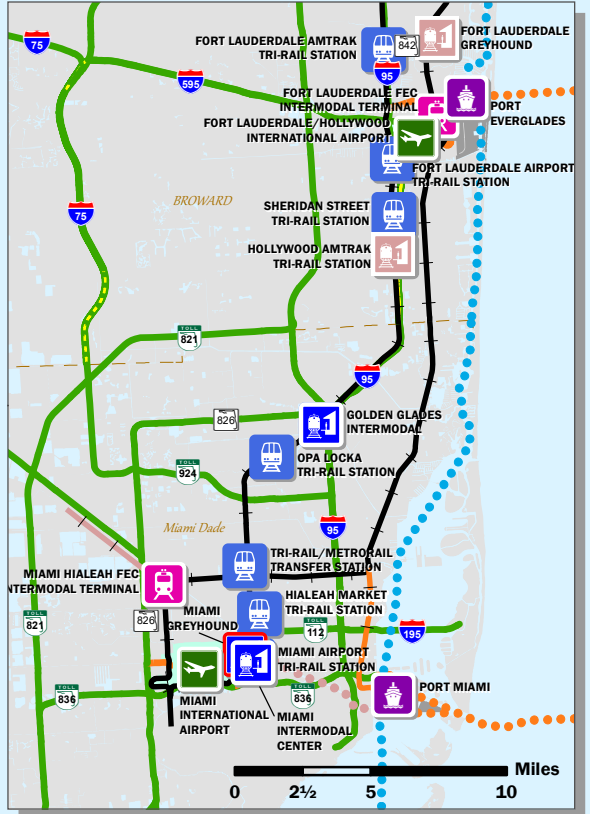 75
595
FORT LAUDERDALE AMTRAK
TRI-RAIL STATION
842
FORT LAUDERDALE
GREYHOUND
95
FORT LAUDERDALE FEC
INTERMODAL TERMINAL
PORT
EVERGLADES
FORT LAUDERDALE/HOLLYWOOD
INTERNATIONAL AIRPORT
FORT LAUDERDALE AIRPORT
TRI-RAIL STATION
BROWARD
75
SHERIDAN STREET
TRI-RAIL STATION
HOLLYWOOD AMTRAK
TRI-RAIL STATION
TOLL
821
95
826
GOLDEN GLADES
INTERMODAL
OPA LOCKA
TRI-RAIL STATION
TOLL
924
Miami Dade
95
TRI-RAIL/METRORAIL
TRANSFER STATION
MIAMI HIALEAH FEC
NTERMODAL TERMINAL
HIALEAH MARKET
TRI-RAIL STATION
MIAMI
GREYHOUND
TOLL
821
826
TOLL
112
195
MIAMI AIRPORT
TRI-RAIL STATION
TOLL
836
TOLL
836
PORT MIAMI
MIAMI
INTERNATIONAL
AIRPORT
MIAMI
INTERMODAL
CENTER
Miles
0 2½ 5 10